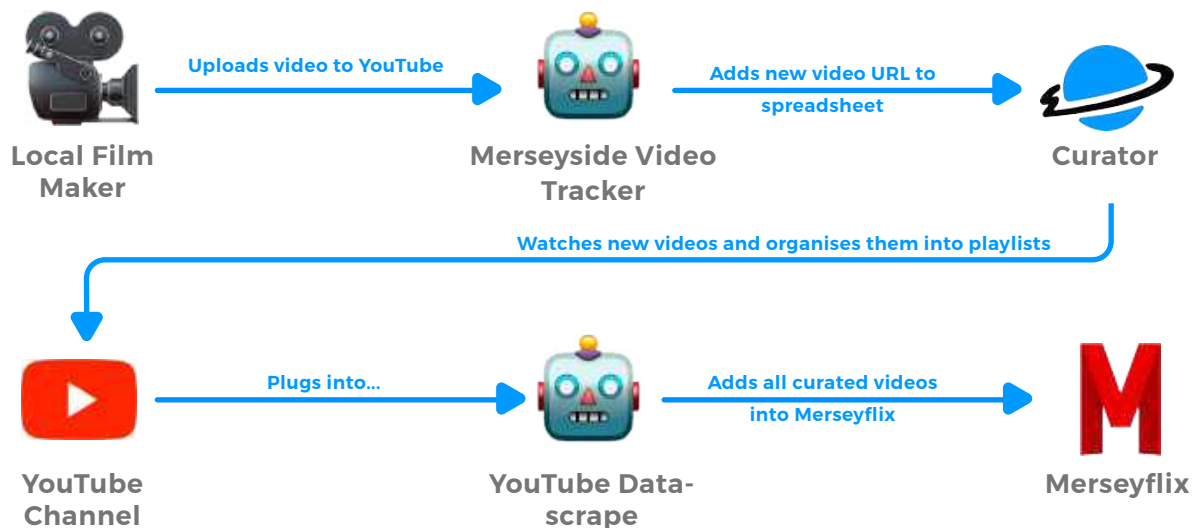 Uploads video to YouTube
Adds new video URL to
spreadsheet
Local Film
Maker
Merseyside Video
Tracker
Curator
Watches new videos and organises them into playlists
Plugs into...
Adds all curated videos
into Merseyflix
YouTube
Channel
YouTube Data-
scrape
Merseyflix